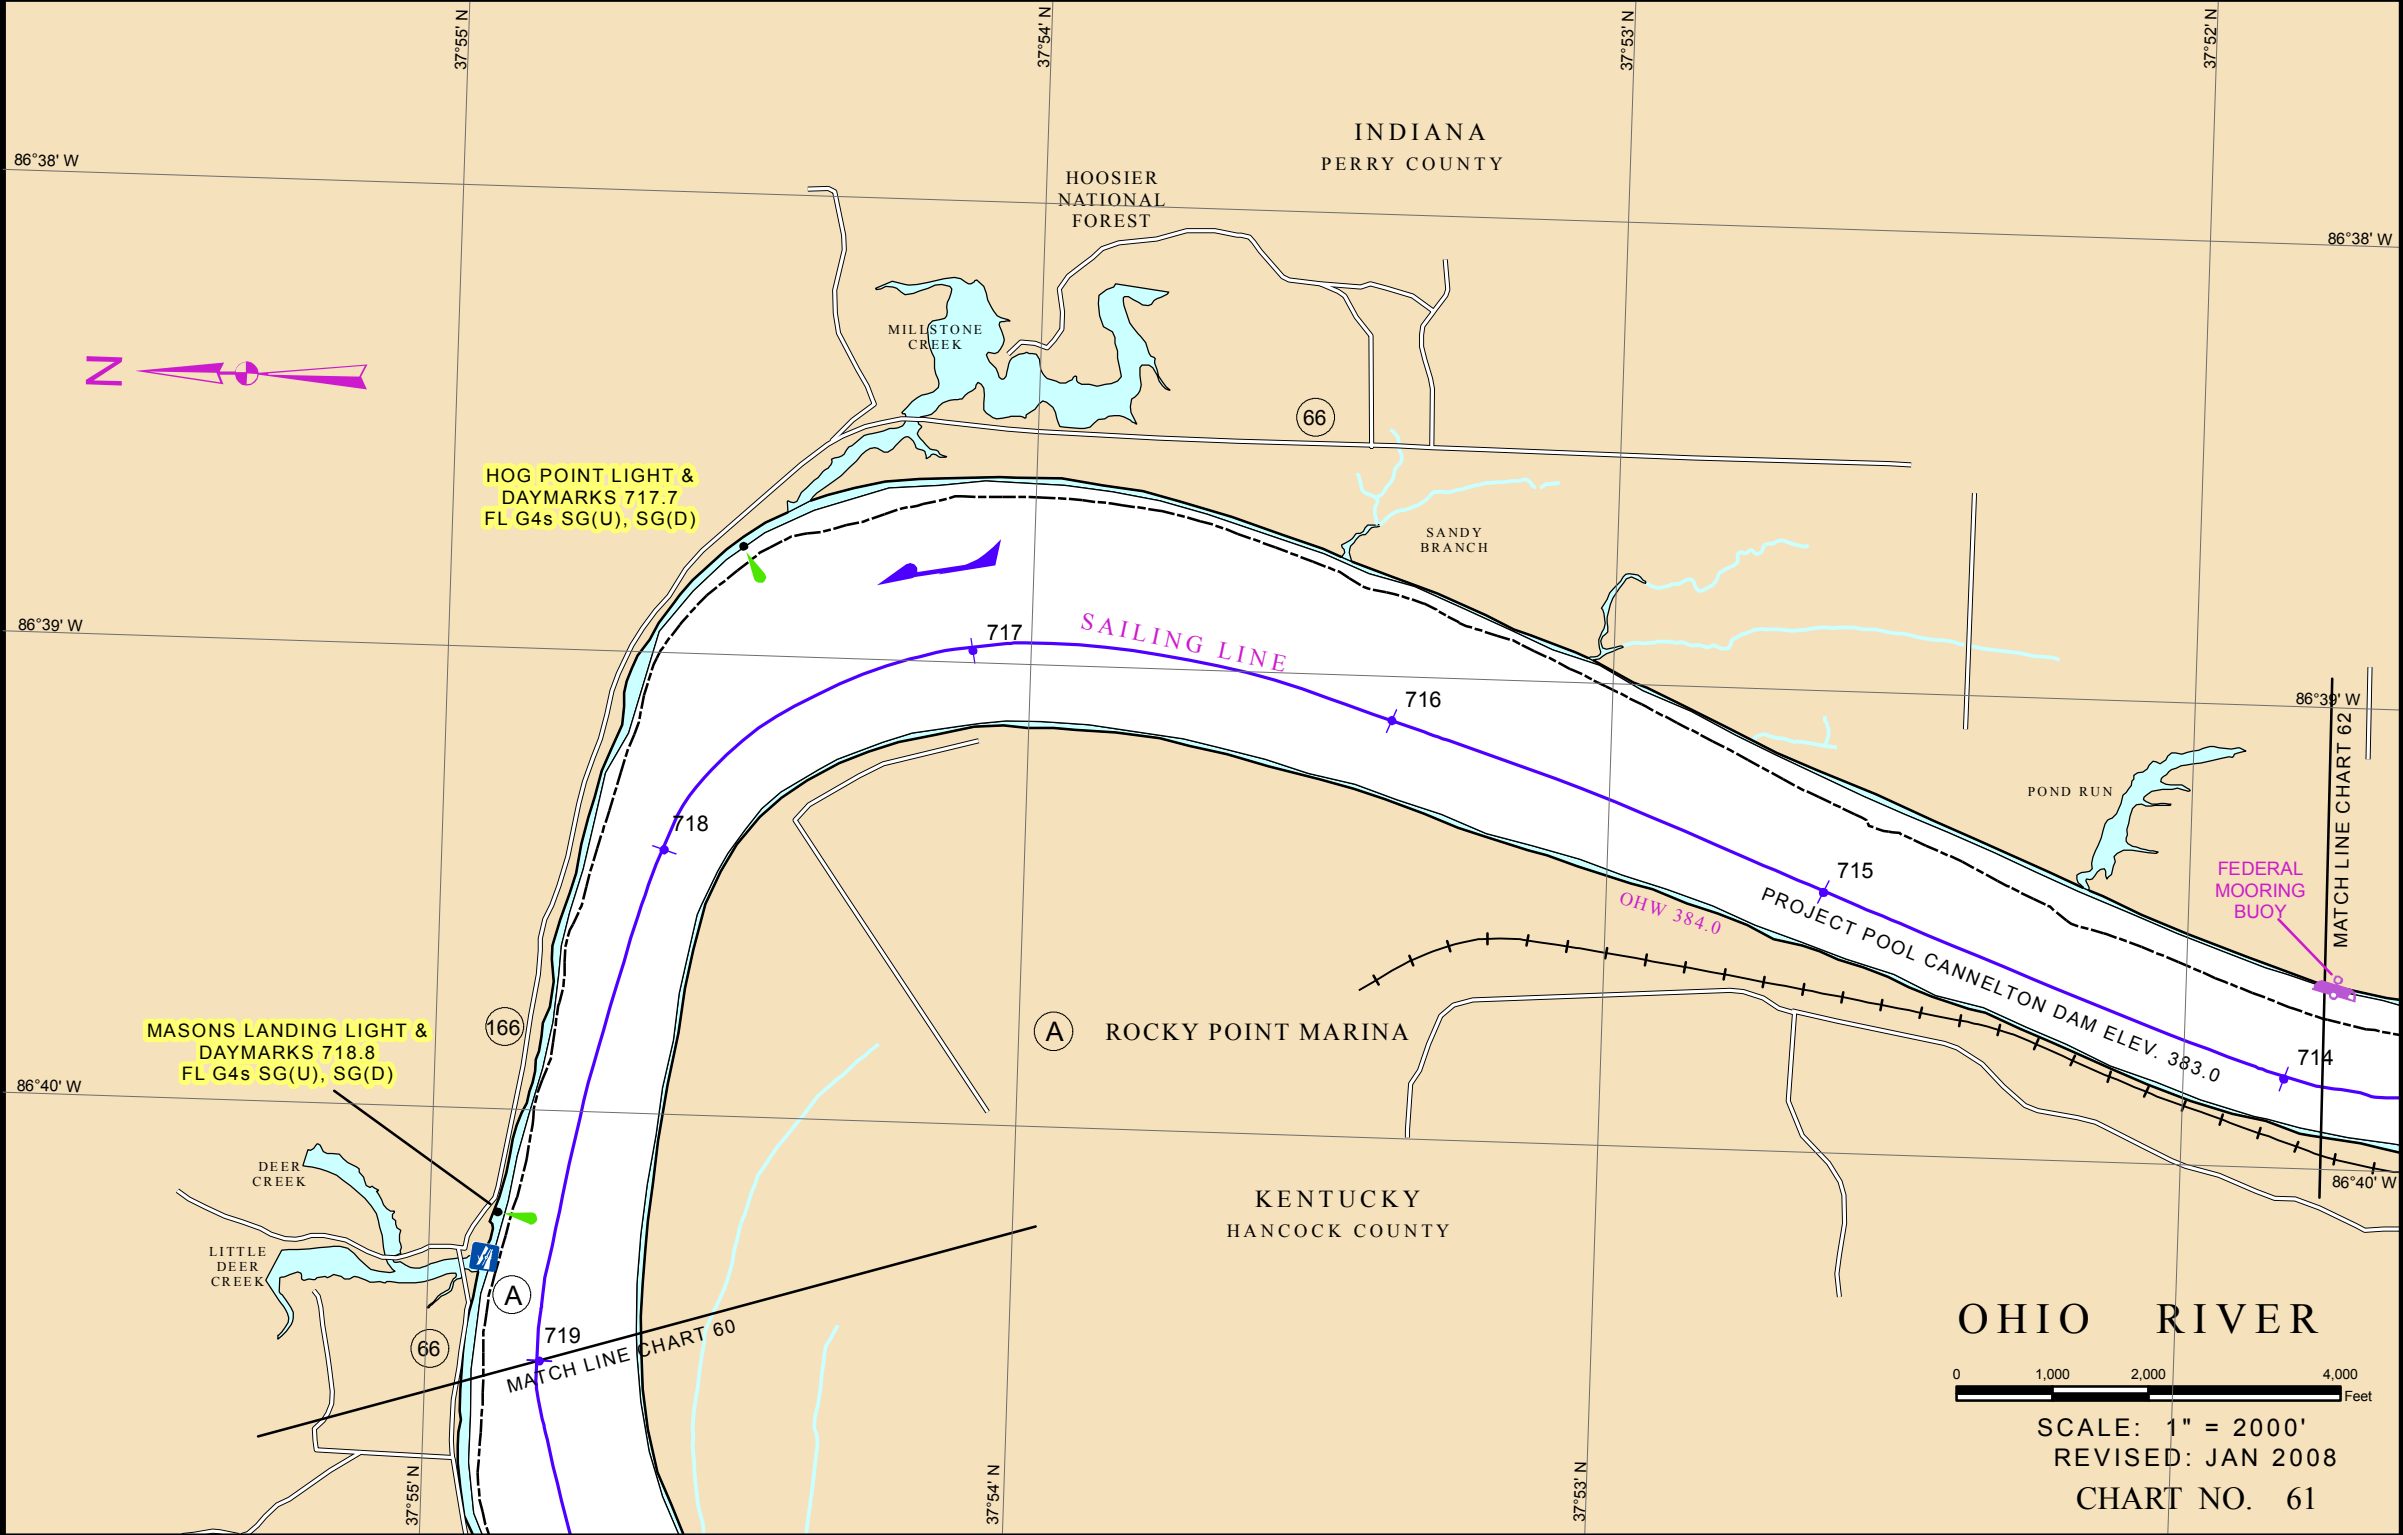 37°55' N
37°54' N
37°53' N
37°52' N
INDIANA
PERRY COUNTY
86°38' W
HOOSIER
NATIONAL
FOREST
86°38' W
MILLSTONE
CREEK
N
66
HOG POINT LIGHT &
DAYMARKS 717.7
FL G4s SG(U), SG(D)
SANDY
BRANCH
86°39' W
717
SAILING LINE
716
86°39' W
MATCH LINE CHART 62
POND RUN
718
715
FEDERAL
MOORING
BUOY
OHW 384.0
PROJECT POOL CANNELTON DAM ELEV. 383.0
166
A
ROCKY POINT MARINA
MASONS LANDING LIGHT &
DAYMARKS 718.8
FL G4s SG(U), SG(D)
714
86°40' W
DEER
CREEK
86°40' W
KENTUCKY
HANCOCK COUNTY
LITTLE
DEER
CREEK
A
66
719
MATCH LINE CHART 60
OHIO RIVER
0 1,000 2,000 4,000
Feet
SCALE: 1" = 2000'
REVISED: JAN 2008
CHART NO. 61
37°55' N
37°54' N
37°53' N